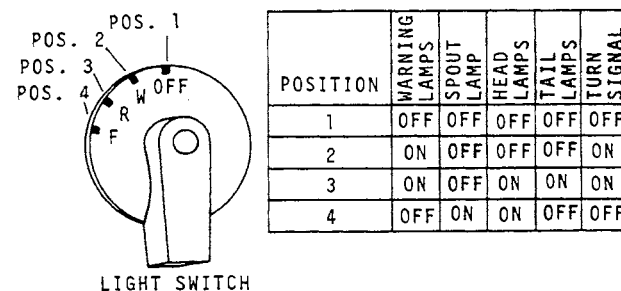 POS. 1
POS. 2
POS. 3
POS. 4
OFF
W
R
F
LIGHT SWITCH
POSITION WARNING LAMPS SPOUT LAMP HEAD LAMPS TAIL LAMPS TURN SIGNAL
1 OFF OFF OFF OFF OFF
2 ON OFF OFF OFF ON
3 ON OFF ON ON ON
4 OFF ON ON OFF OFF